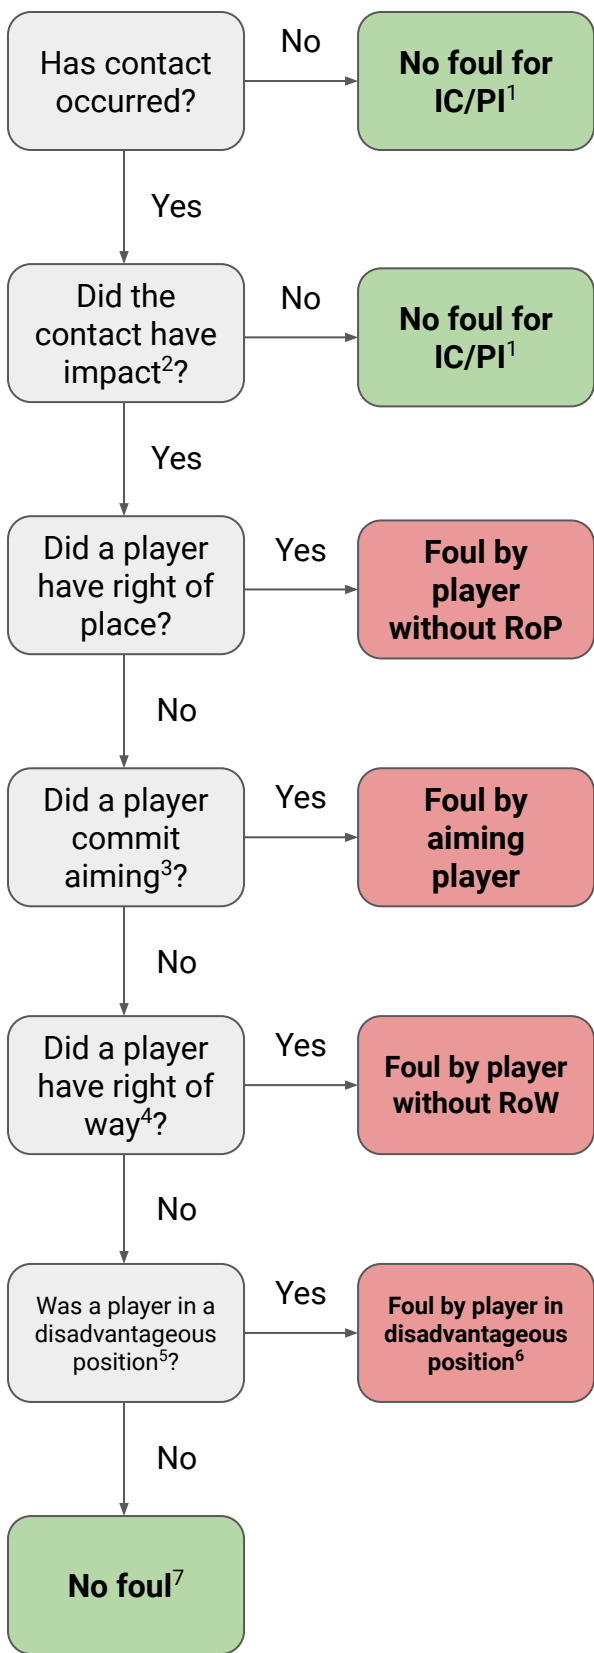 Has contact
occurred?
No
No foul for
IC/PI¹
Yes
Did the
contact have
impact²?
No
No foul for
IC/PI¹
Yes
Did a player
have right of
place?
Yes
Foul by
player
without RoP
No
Did a player
commit
aiming³?
Yes
Foul by
aiming
player
No
Did a player
have right of
way⁴?
Yes
Foul by player
without RoW
No
Was a player in a
disadvantageous
position⁵?
Yes
Foul by player in
disadvantageous
position⁶
No
No foul⁷